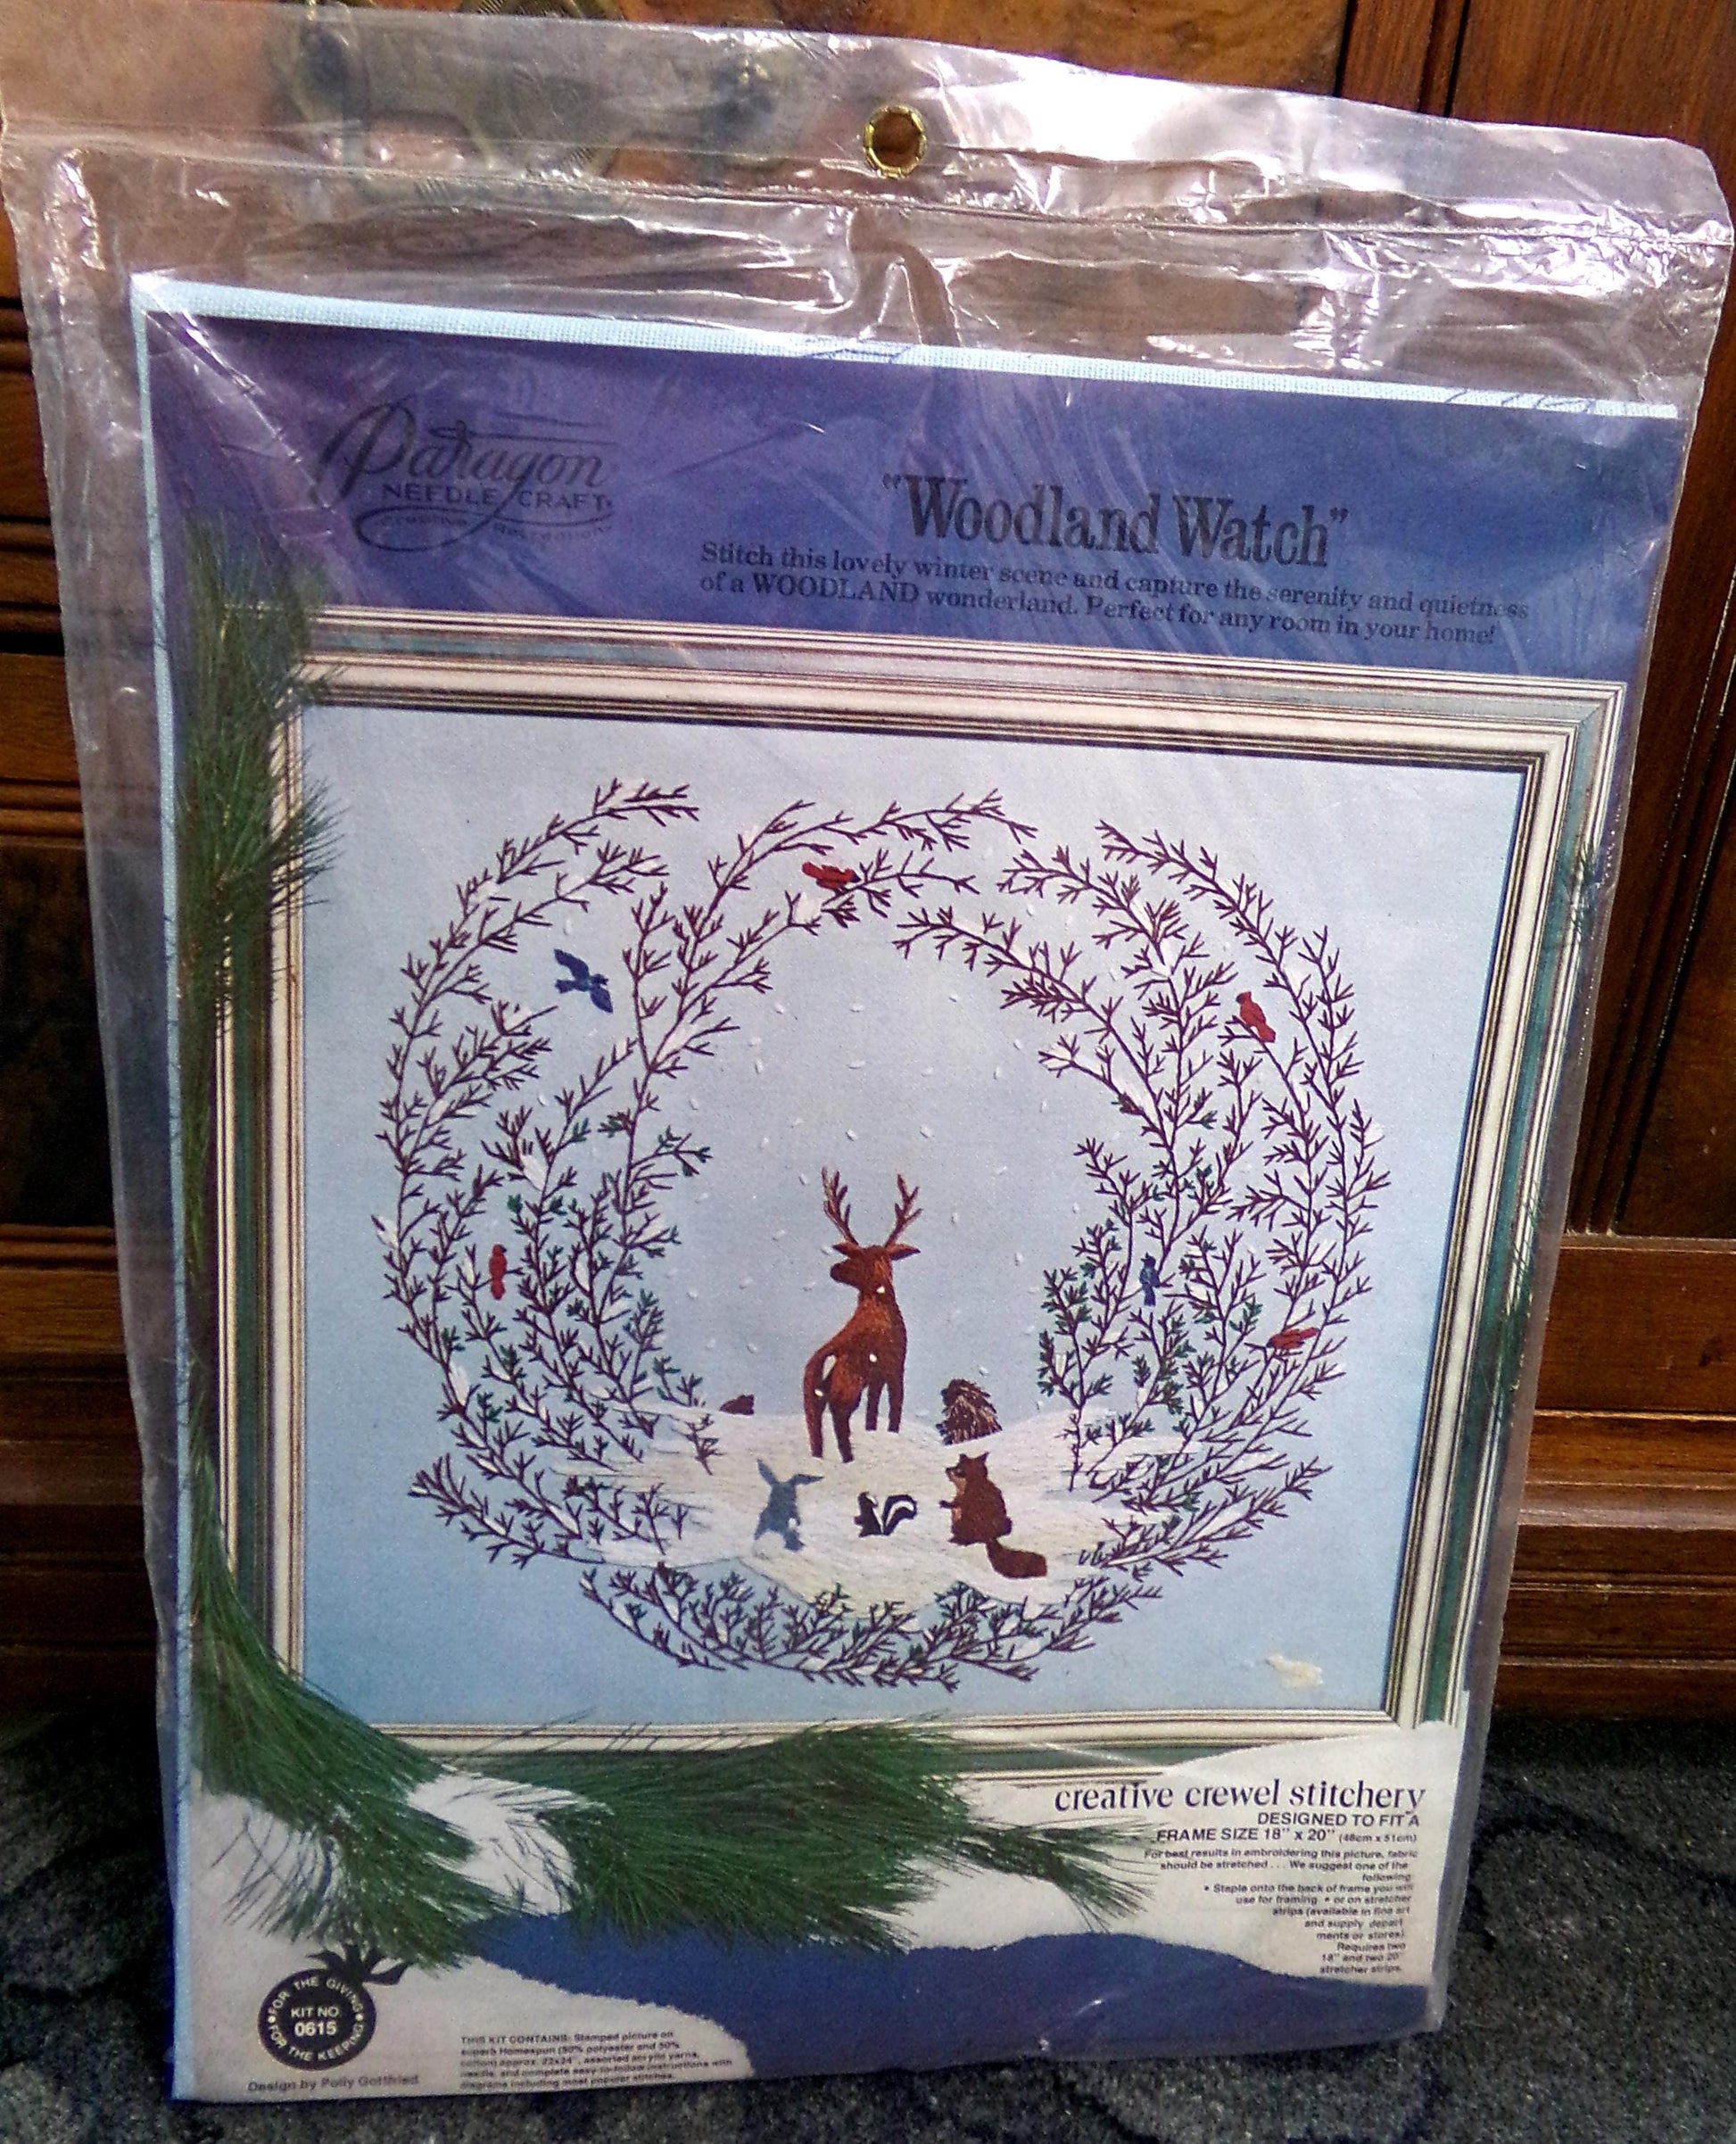 Paragon
NEEDLE CRAFT
"Woodland Watch"
Stitch this lovely winter scene and capture the serenity and quietness
of a WOODLAND wonderland. Perfect for any room in your home!
creative crewel stitchery
DESIGNED TO FIT A
FRAME SIZE 18" x 20" (46cm x 51cm)
For best results in embroidering this picture, fabric
should be stretched . . . We suggest one of the
following
• Staple onto the back of frame you will
use for framing • or on stretcher
strips (available in fine art
and supply depart
ments or stores).
Requires two
18" and two 20"
stretcher strips.
FOR THE GIVING
KIT NO
0615
FOR THE KEEPING
Design by Polly Gottfried
THIS KIT CONTAINS: Stamped picture on
superb Homespun (50% polyester and 50%
cotton) approx. 22x24", assorted acrylic yarns,
needle, and complete easy-to-follow instructions with
diagrams including most popular stitches.